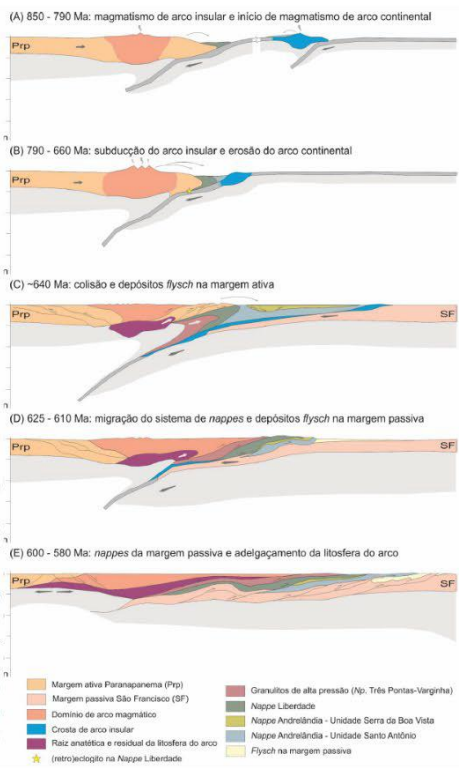 (A) 850 - 790 Ma: magmatismo de arco insular e início de magmatismo de arco continental
Prp
(B) 790 - 660 Ma: subducção do arco insular e erosão do arco continental
Prp
(C) ~640 Ma: colisão e depósitos flysch na margem ativa
Prp
SF
(D) 625 - 610 Ma: migração do sistema de nappes e depósitos flysch na margem passiva
Prp
SF
(E) 600 - 580 Ma: nappes da margem passiva e adelgaçamento da litosfera do arco
Prp
SF
Margem ativa Paranapanema (Prp)
Margem passiva São Francisco (SF)
Domínio de arco magmático
Crosta de arco insular
Raiz anatética e residual da litosfera do arco
(retro)eclogito na Nappe Liberdade
Granulitos de alta pressão (Np. Três Pontas-Varginha)
Nappe Liberdade
Nappe Andrelândia - Unidade Serra da Boa Vista
Nappe Andrelândia - Unidade Santo Antônio
Flysch na margem passiva